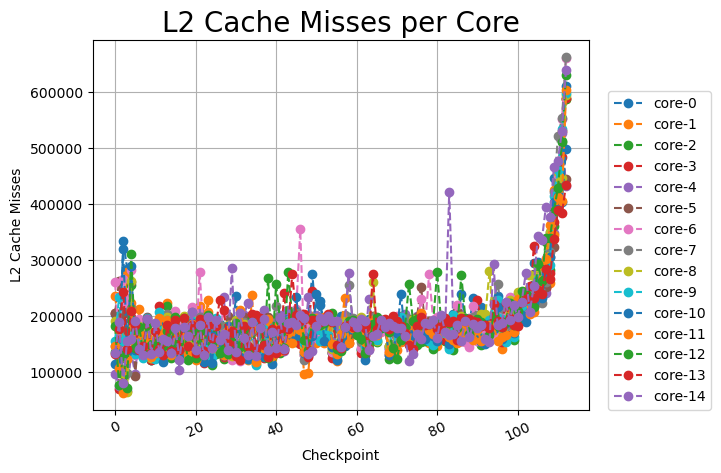 L2 Cache Misses per Core
600000
500000
400000
300000
200000
100000
L2 Cache Misses
0
20
40
60
80
100
Checkpoint
core-0
core-1
core-2
core-3
core-4
core-5
core-6
core-7
core-8
core-9
core-10
core-11
core-12
core-13
core-14